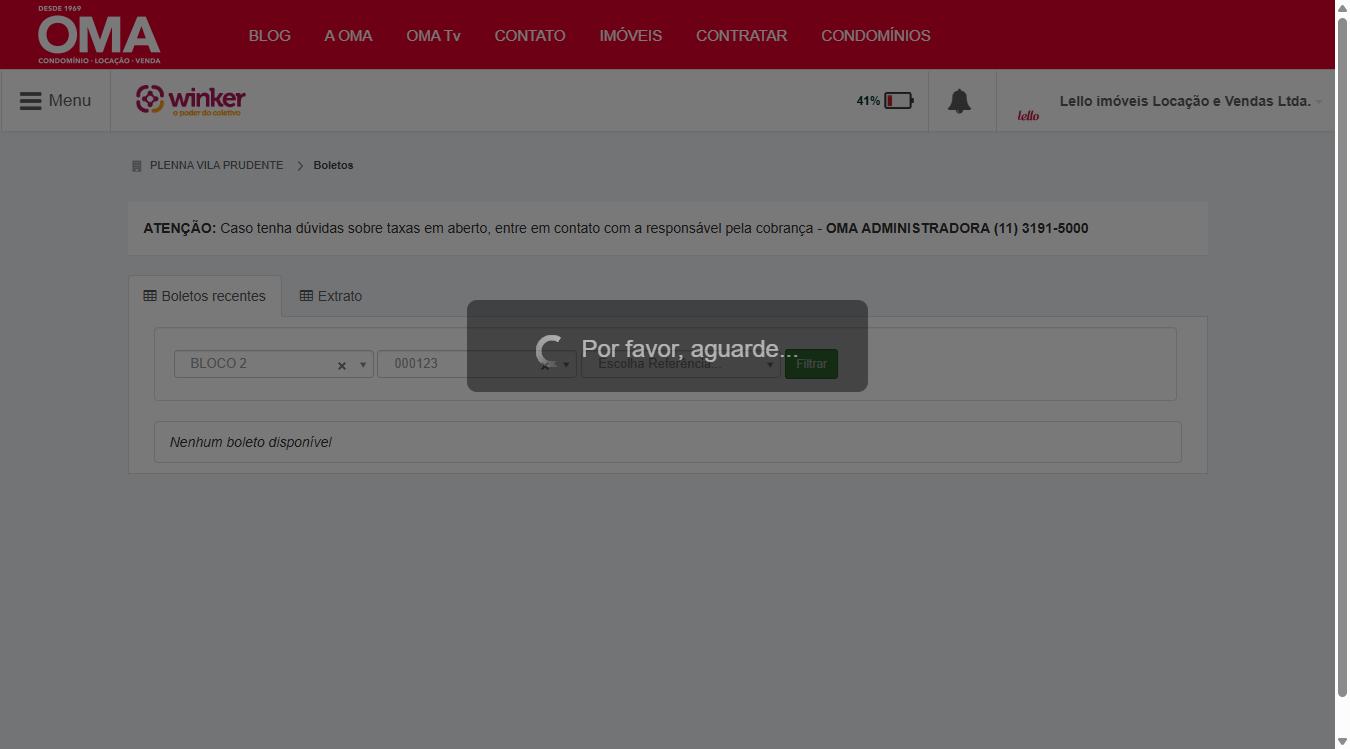 DESDE 1969
OMA
CONDOMÍNIO · LOCAÇÃO · VENDA
BLOG A OMA OMA Tv CONTATO IMÓVEIS CONTRATAR CONDOMÍNIOS
Menu
winker
o poder do coletivo
41%
lello
Lello imóveis Locação e Vendas Ltda.
PLENNA VILA PRUDENTE > Boletos
ATENÇÃO: Caso tenha dúvidas sobre taxas em aberto, entre em contato com a responsável pela cobrança - OMA ADMINISTRADORA (11) 3191-5000
Boletos recentes Extrato
Por favor, aguarde...
BLOCO 2 × 000123 × Escolha Referência... Filtrar
Nenhum boleto disponível